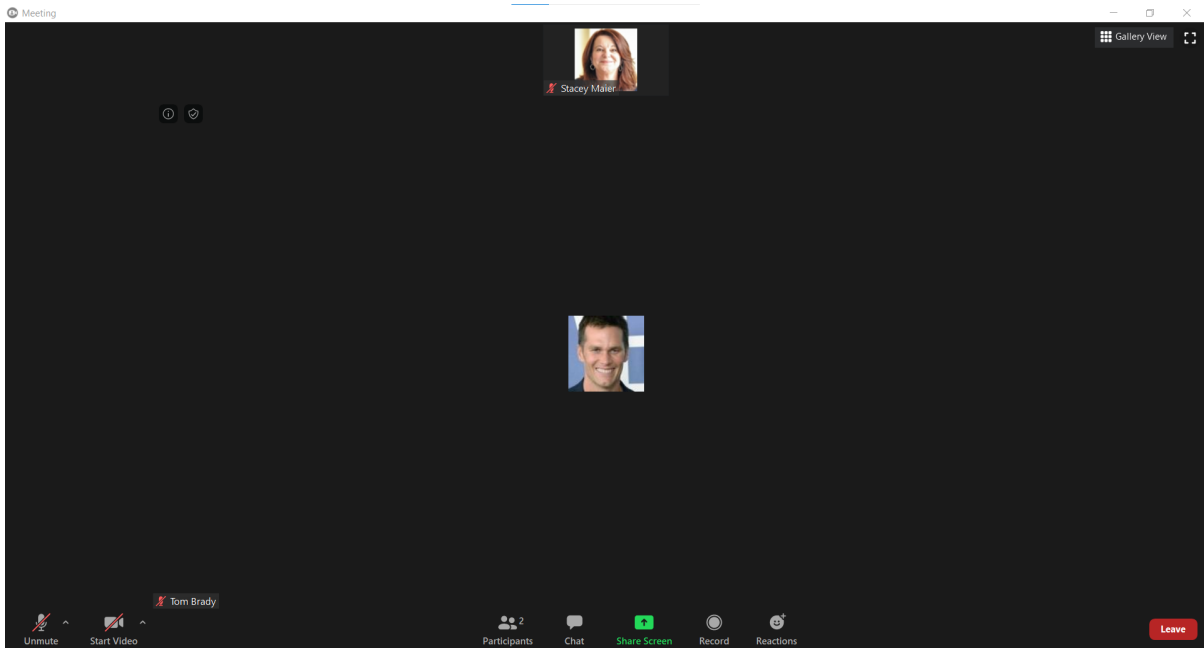 Meeting
Gallery View
Stacey Maier
Tom Brady
Unmute
Start Video
Participants
2
Chat
Share Screen
Record
Reactions
Leave